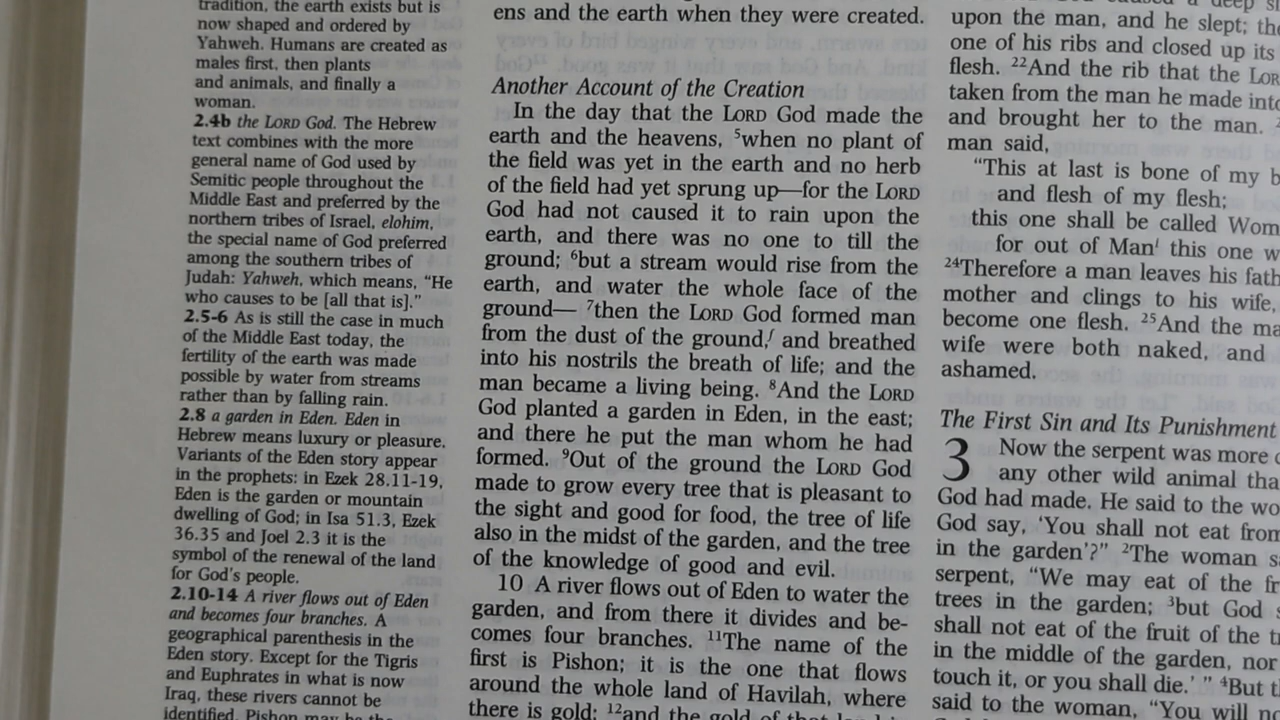 tradition, the earth exists but is
now shaped and ordered by
Yahweh. Humans are created as
males first, then plants
and animals, and finally a
woman.
2.4b the LORD God. The Hebrew
text combines with the more
general name of God used by
Semitic people throughout the
Middle East and preferred by the
northern tribes of Israel, elohim,
the special name of God preferred
among the southern tribes of
Judah: Yahweh, which means, “He
who causes to be [all that is].”
2.5-6 As is still the case in much
of the Middle East today, the
fertility of the earth was made
possible by water from streams
rather than by falling rain.
2.8 a garden in Eden. Eden in
Hebrew means luxury or pleasure.
Variants of the Eden story appear
in the prophets: in Ezek 28.11-19,
Eden is the garden or mountain
dwelling of God; in Isa 51.3, Ezek
36.35 and Joel 2.3 it is the
symbol of the renewal of the land
for God's people.
2.10-14 A river flows out of Eden
and becomes four branches. A
geographical parenthesis in the
Eden story. Except for the Tigris
and Euphrates in what is now
Iraq, these rivers cannot be
identified. Pishon may be the
ens and the earth when they were created.
Another Account of the Creation
In the day that the LORD God made the
earth and the heavens, 5when no plant of
the field was yet in the earth and no herb
of the field had yet sprung up—for the LORD
God had not caused it to rain upon the
earth, and there was no one to till the
ground; 6but a stream would rise from the
earth, and water the whole face of the
ground— 7then the LORD God formed man
from the dust of the ground,f and breathed
into his nostrils the breath of life; and the
man became a living being. 8And the LORD
God planted a garden in Eden, in the east;
and there he put the man whom he had
formed. 9Out of the ground the LORD God
made to grow every tree that is pleasant to
the sight and good for food, the tree of life
also in the midst of the garden, and the tree
of the knowledge of good and evil.
10 A river flows out of Eden to water the
garden, and from there it divides and be-
comes four branches. 11The name of the
first is Pishon; it is the one that flows
around the whole land of Havilah, where
there is gold; 12and the gold of that land is
upon the man, and he slept; the
one of his ribs and closed up its
flesh. 22And the rib that the LOR
taken from the man he made into
and brought her to the man.
man said,
“This at last is bone of my b
and flesh of my flesh;
this one shall be called Wom
for out of Mani this one w
24Therefore a man leaves his fath
mother and clings to his wife,
become one flesh. 25And the ma
wife were both naked, and
ashamed.
The First Sin and Its Punishment
3 Now the serpent was more c
any other wild animal tha
God had made. He said to the wo
God say, ‘You shall not eat from
in the garden’?” 2The woman s
serpent, “We may eat of the fr
trees in the garden; 3but God s
shall not eat of the fruit of the tr
in the middle of the garden, nor
touch it, or you shall die.’ ” 4But t
said to the woman, “You will no